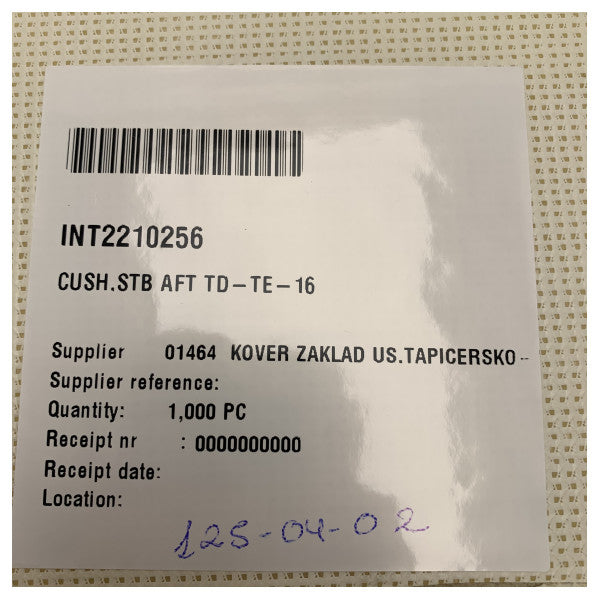 INT2210256
CUSH.STB AFT TD-TE-16
Supplier 01464 KOVER ZAKLAD US.TAPICERSKO-
Supplier reference:
Quantity: 1,000 PC
Receipt nr : 0000000000
Receipt date:
Location:
125-04-02